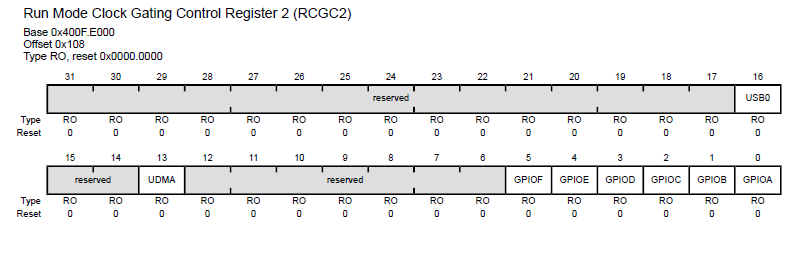 Run Mode Clock Gating Control Register 2 (RCGC2)
Base 0x400F.E000
Offset 0x108
Type RO, reset 0x0000.0000
31 30 29 28 27 26 25 24 23 22 21 20 19 18 17 16
reserved USB0
Type RO RO RO RO RO RO RO RO RO RO RO RO RO RO RO RO
Reset 0 0 0 0 0 0 0 0 0 0 0 0 0 0 0 0
15 14 13 12 11 10 9 8 7 6 5 4 3 2 1 0
reserved UDMA reserved GPIOF GPIOE GPIOD GPIOC GPIOB GPIOA
Type RO RO RO RO RO RO RO RO RO RO RO RO RO RO RO RO
Reset 0 0 0 0 0 0 0 0 0 0 0 0 0 0 0 0